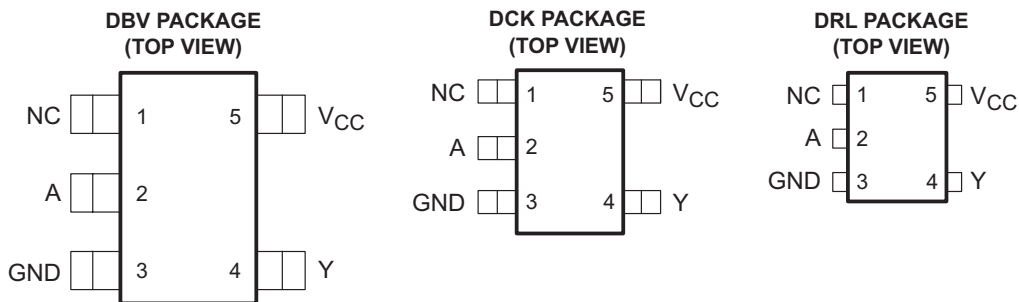 DBV PACKAGE
(TOP VIEW)
NC 1 5 VCC
A 2
GND 3 4 Y
DCK PACKAGE
(TOP VIEW)
NC 1 5 VCC
A 2
GND 3 4 Y
DRL PACKAGE
(TOP VIEW)
NC 1 5 VCC
A 2
GND 3 4 Y